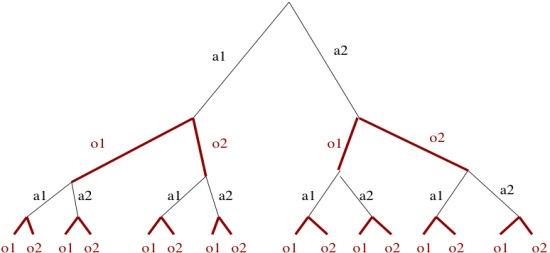 a1 a2
o1 o2 o1 o2
a1 a2 a1 a2 a1 a2 a1 a2
o1 o2 o1 o2 o1 o2 o1 o2 o1 o2 o1 o2 o1 o2 o1 o2